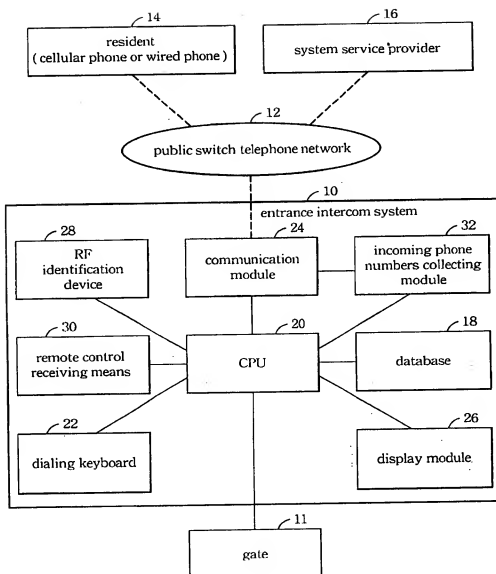 14
resident
( cellular phone or wired phone )
16
system service provider
12
public switch telephone network
10
entrance intercom system
28
RF
identification
device
24
communication
module
32
incoming phone
numbers collecting
module
30
remote control
receiving means
20
CPU
18
database
22
dialing keyboard
26
display module
11
gate